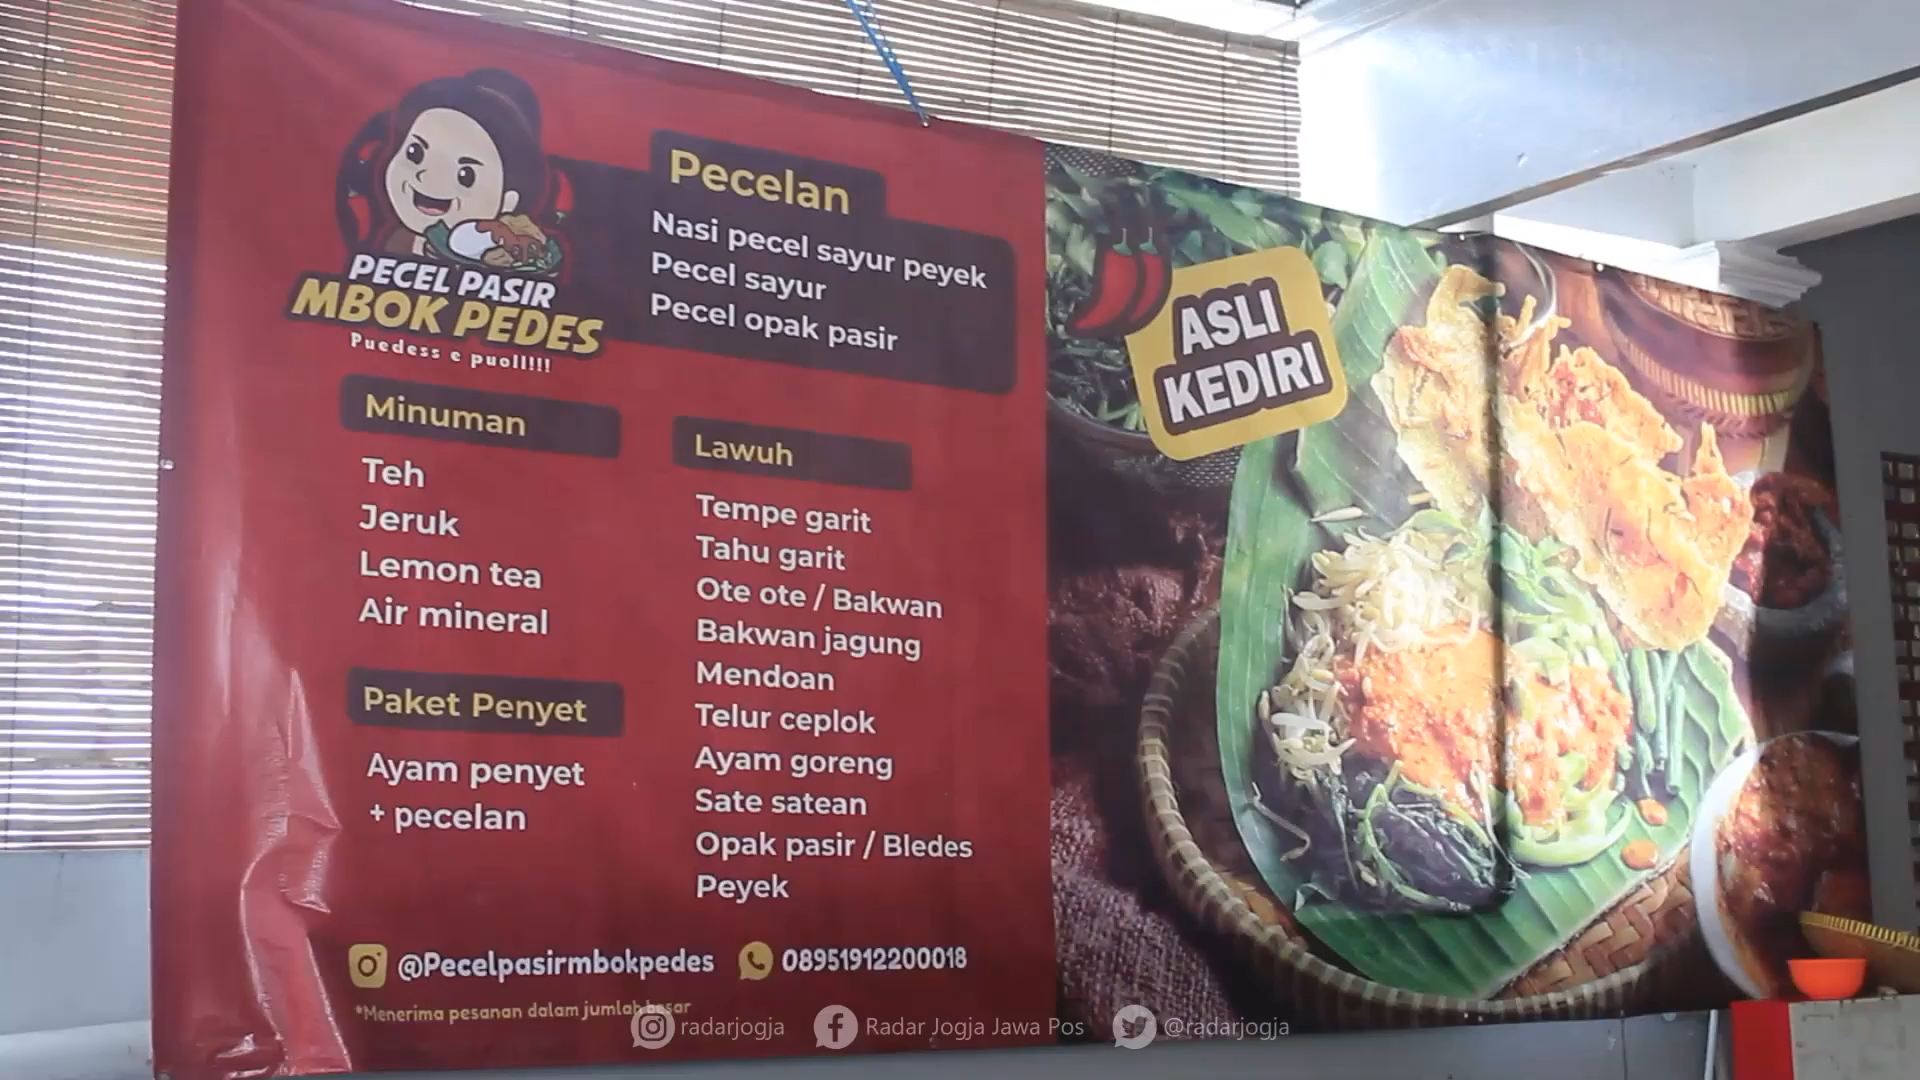 PECEL PASIR
MBOK PEDES
Puedess e puoll!!!
Pecelan
Nasi pecel sayur peyek
Pecel sayur
Pecel opak pasir
Minuman
Teh
Jeruk
Lemon tea
Air mineral
Paket Penyet
Ayam penyet
+ pecelan
Lawuh
Tempe garit
Tahu garit
Ote ote / Bakwan
Bakwan jagung
Mendoan
Telur ceplok
Ayam goreng
Sate satean
Opak pasir / Bledes
Peyek
@Pecelpasirmbokpedes 08951912200018
*Menerima pesanan dalam jumlah besar
ASLI
KEDIRI
radarjogja Radar Jogja Jawa Pos @radarjogja